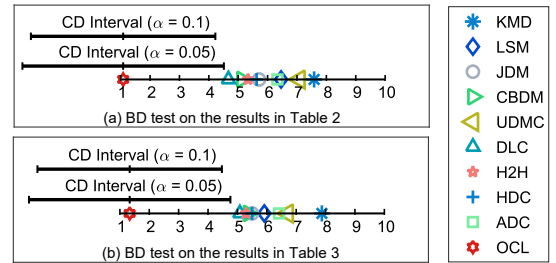 CD Interval (α = 0.1)
CD Interval (α = 0.05)
1 2 3 4 5 6 7 8 9 10
(a) BD test on the results in Table 2
CD Interval (α = 0.1)
CD Interval (α = 0.05)
1 2 3 4 5 6 7 8 9 10
(b) BD test on the results in Table 3
KMD
LSM
JDM
CBDM
UDMC
DLC
H2H
HDC
ADC
OCL